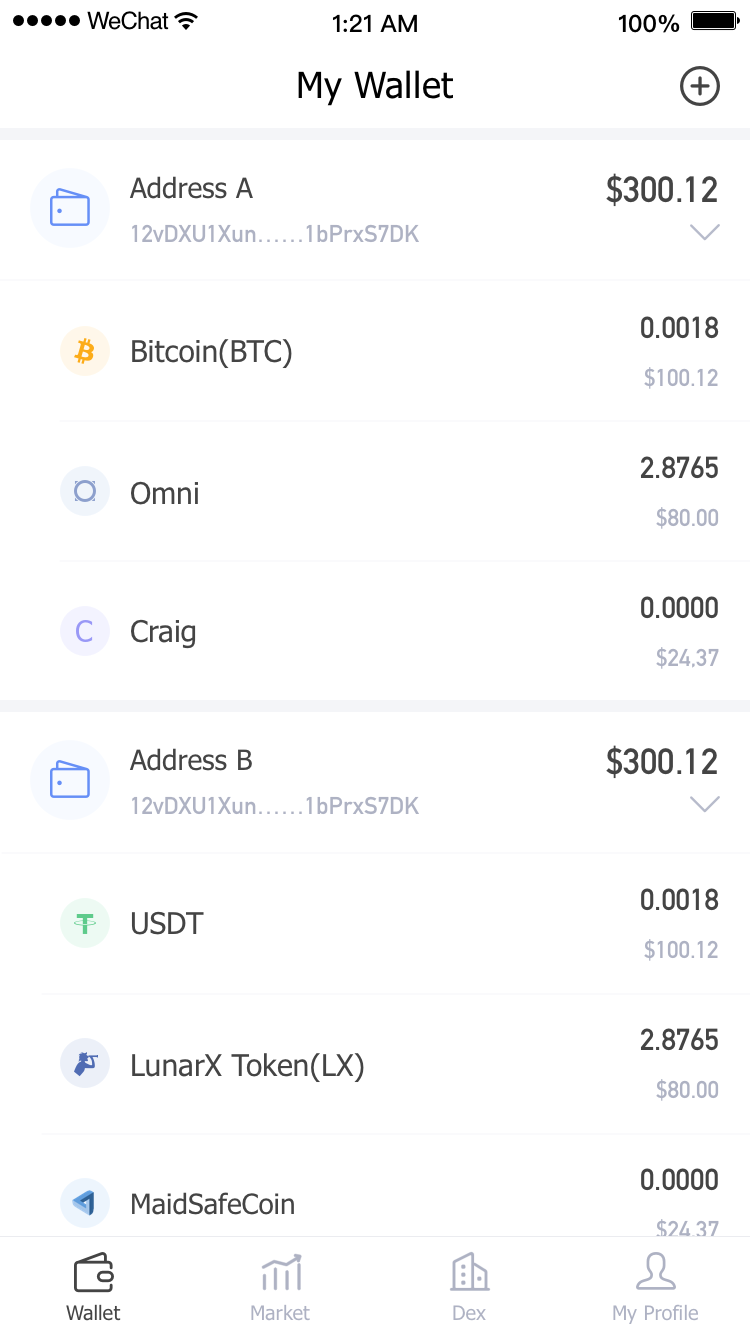 WeChat 1:21 AM 100%
My Wallet
Address A $300.12
12vDXU1Xun......1bPrxS7DK
Bitcoin(BTC) 0.0018
$100.12
Omni 2.8765
$80.00
C Craig 0.0000
$24,37
Address B $300.12
12vDXU1Xun......1bPrxS7DK
USDT 0.0018
$100.12
LunarX Token(LX) 2.8765
$80.00
MaidSafeCoin 0.0000
$24,37
Wallet Market Dex My Profile